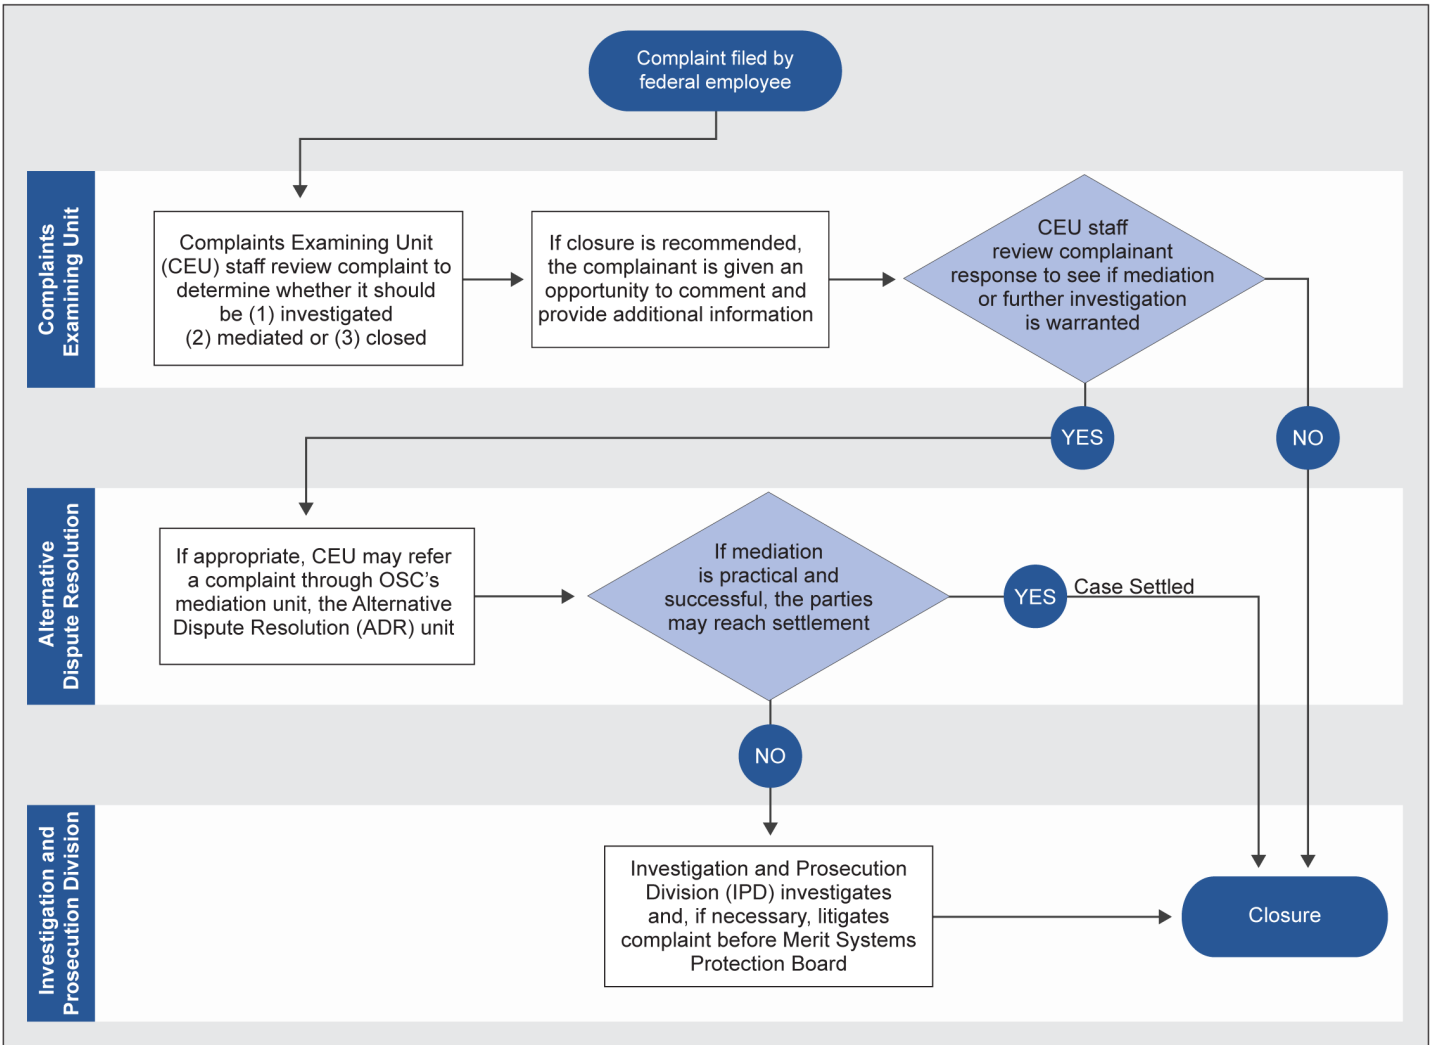 Complaint filed by
federal employee
Complaints
Examining Unit
Complaints Examining Unit
(CEU) staff review complaint to
determine whether it should
be (1) investigated
(2) mediated or (3) closed
If closure is recommended,
the complainant is given an
opportunity to comment and
provide additional information
CEU staff
review complainant
response to see if mediation
or further investigation
is warranted
YES
NO
Alternative
Dispute Resolution
If appropriate, CEU may refer
a complaint through OSC's
mediation unit, the Alternative
Dispute Resolution (ADR) unit
If mediation
is practical and
successful, the parties
may reach settlement
YES
Case Settled
NO
Investigation and
Prosecution Division
Investigation and Prosecution
Division (IPD) investigates
and, if necessary, litigates
complaint before Merit Systems
Protection Board
Closure